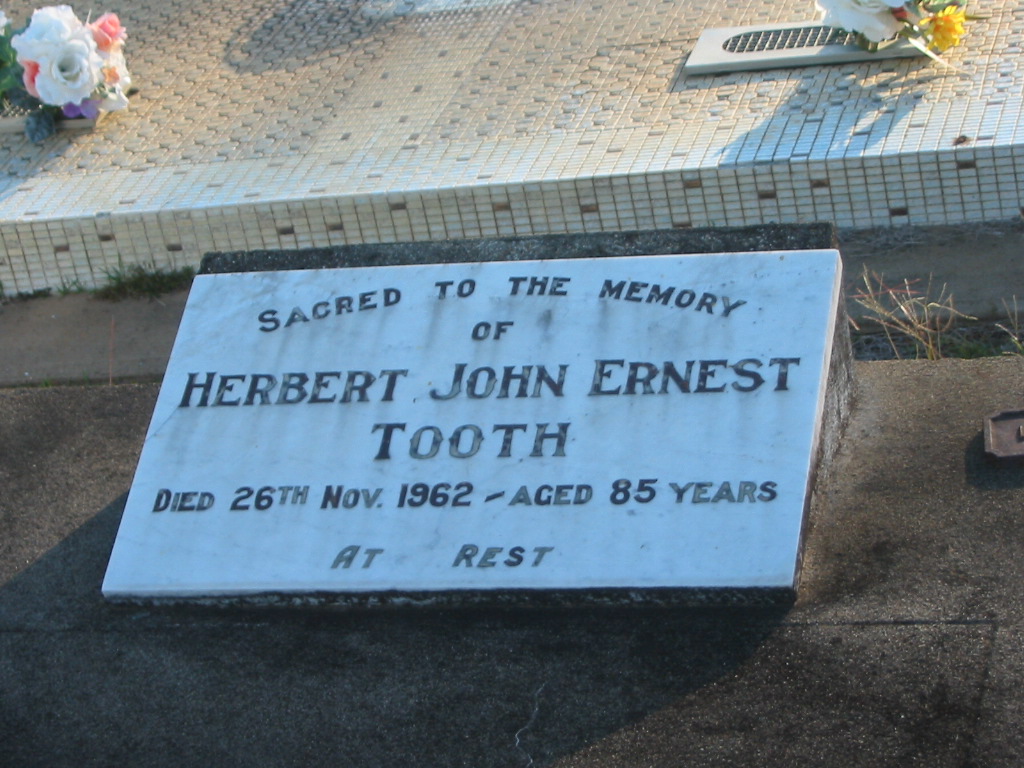 SACRED TO THE MEMORY
OF
HERBERT JOHN ERNEST
TOOTH
DIED 26TH NOV. 1962 - AGED 85 YEARS
AT REST